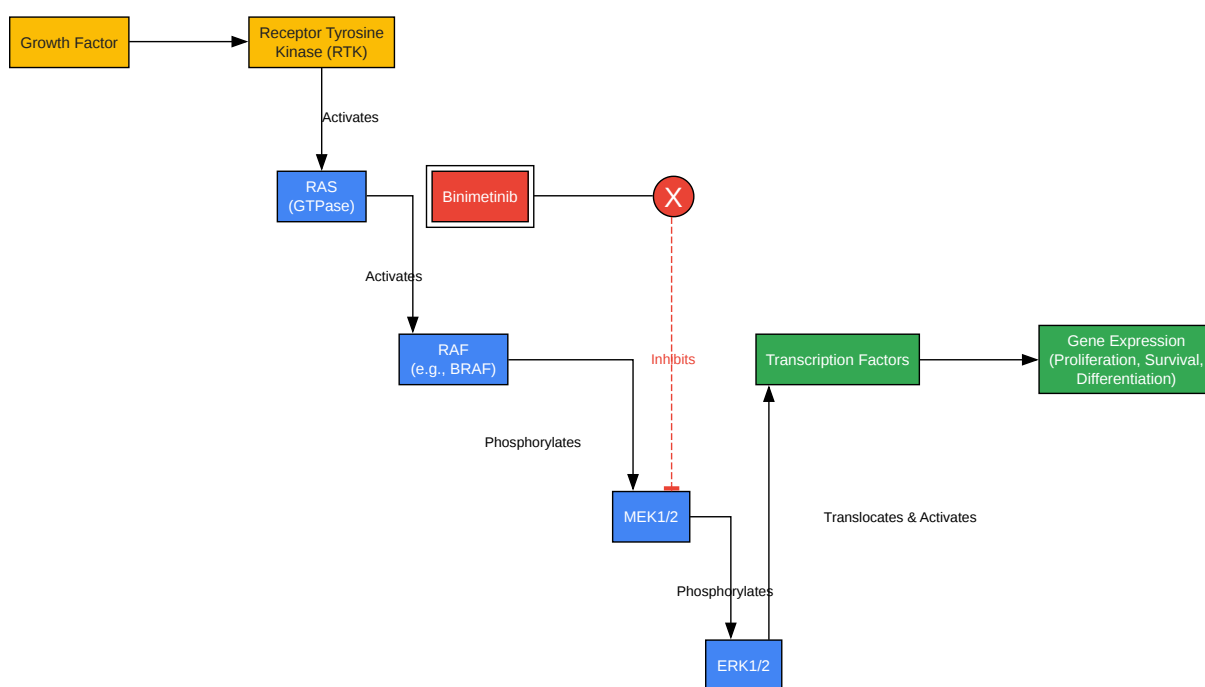 Growth Factor
Receptor Tyrosine
Kinase (RTK)
Activates
RAS
(GTPase)
Binimetinib
X
Activates
RAF
(e.g., BRAF)
Inhibits
Transcription Factors
Gene Expression
(Proliferation, Survival,
Differentiation)
Phosphorylates
MEK1/2
Translocates & Activates
Phosphorylates
ERK1/2